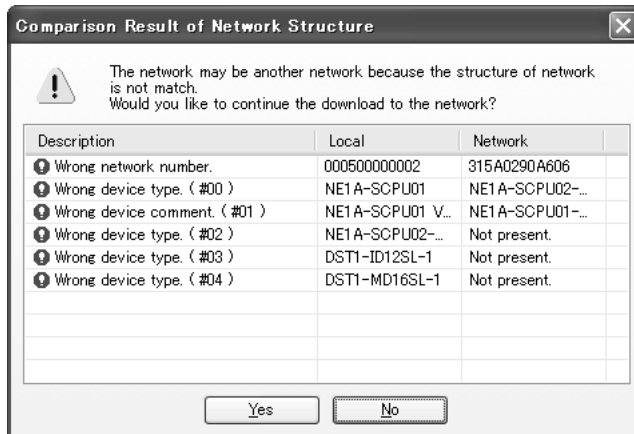 Comparison Result of Network Structure
The network may be another network because the structure of network
is not match.
Would you like to continue the download to the network?
Description Local Network
Wrong network number. 000500000002 315A0290A606
Wrong device type. ( #00 ) NE1A-SCPU01 NE1A-SCPU02-...
Wrong device comment. ( #01 ) NE1A-SCPU01 V... NE1A-SCPU01-...
Wrong device type. ( #02 ) NE1A-SCPU02-... Not present.
Wrong device type. ( #03 ) DST1-ID12SL-1 Not present.
Wrong device type. ( #04 ) DST1-MD16SL-1 Not present.
Yes No